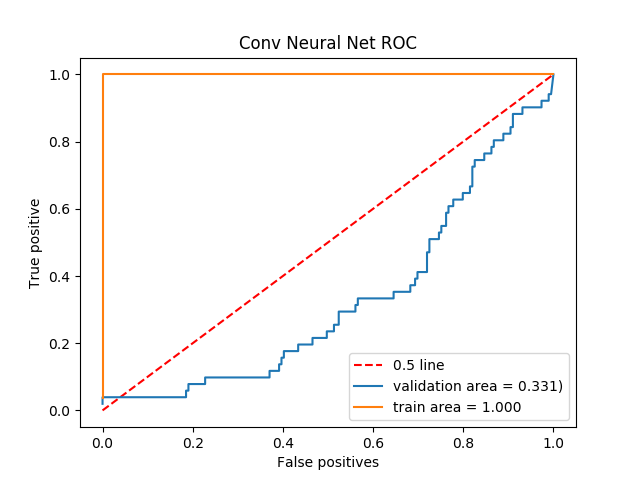 Conv Neural Net ROC
1.0
0.8
0.6
0.4
0.2
0.0
True positive
0.5 line
validation area = 0.331)
train area = 1.000
0.0 0.2 0.4 0.6 0.8 1.0
False positives